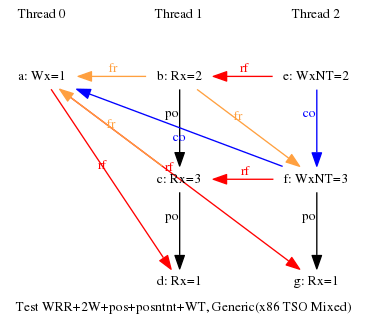 Thread 0 Thread 1 Thread 2
a: Wx=1 fr b: Rx=2 rf e: WxNT=2
po fr co
co
fr
rf rf c: Rx=3 rf f: WxNT=3
po po
d: Rx=1 g: Rx=1
Test WRR+2W+pos+posntnt+WT, Generic(x86 TSO Mixed)